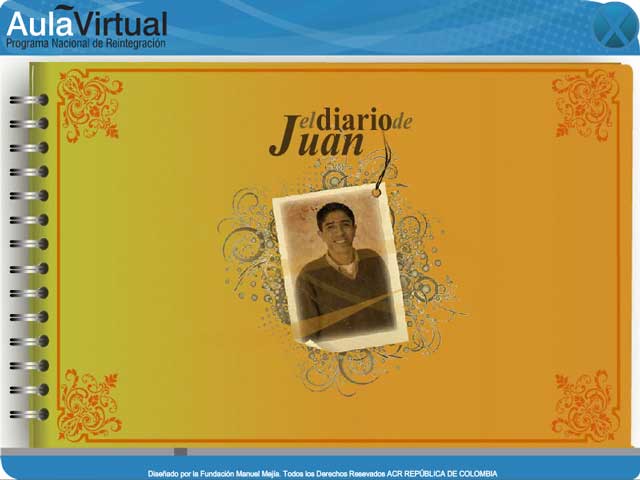 AulaVirtual
Programa Nacional de Reintegración
el diario de
Juan
Diseñado por la Fundación Manuel Mejía. Todos los Derechos Resevados ACR REPÚBLICA DE COLOMBIA